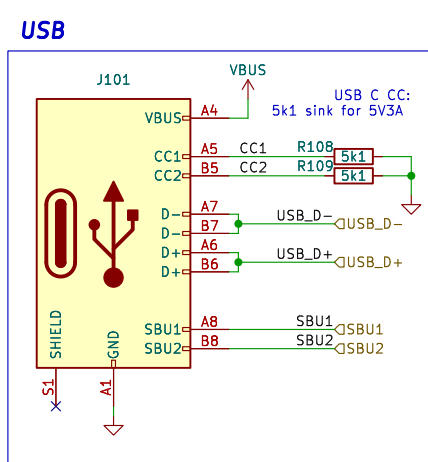 USB
J101
VBUS
USB C CC:
5k1 sink for 5V3A
VBUS A4
CC1 A5 CC1 R108 5k1
CC2 B5 CC2 R109 5k1
D- A7
D- B7 USB_D- USB_D-
D+ A6
D+ B6 USB_D+ USB_D+
SBU1 A8 SBU1 SBU1
SBU2 B8 SBU2 SBU2
SHIELD
GND
S1
A1